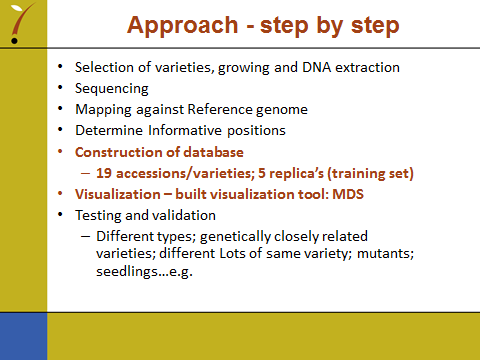 Approach - step by step
• Selection of varieties, growing and DNA extraction
• Sequencing
• Mapping against Reference genome
• Determine Informative positions
• Construction of database
– 19 accessions/varieties; 5 replica's (training set)
• Visualization – built visualization tool: MDS
• Testing and validation
– Different types; genetically closely related
varieties; different Lots of same variety; mutants;
seedlings...e.g.